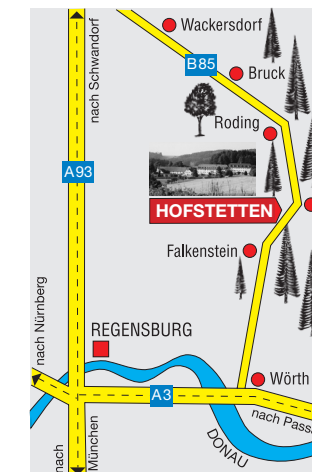 Wackersdorf
nach Schwandorf
B85
Bruck
Roding
A93
HOFSTETTEN
Falkenstein
nach Nürnberg
REGENSBURG
Wörth
A3
nach Pass
DONAU
nach
München